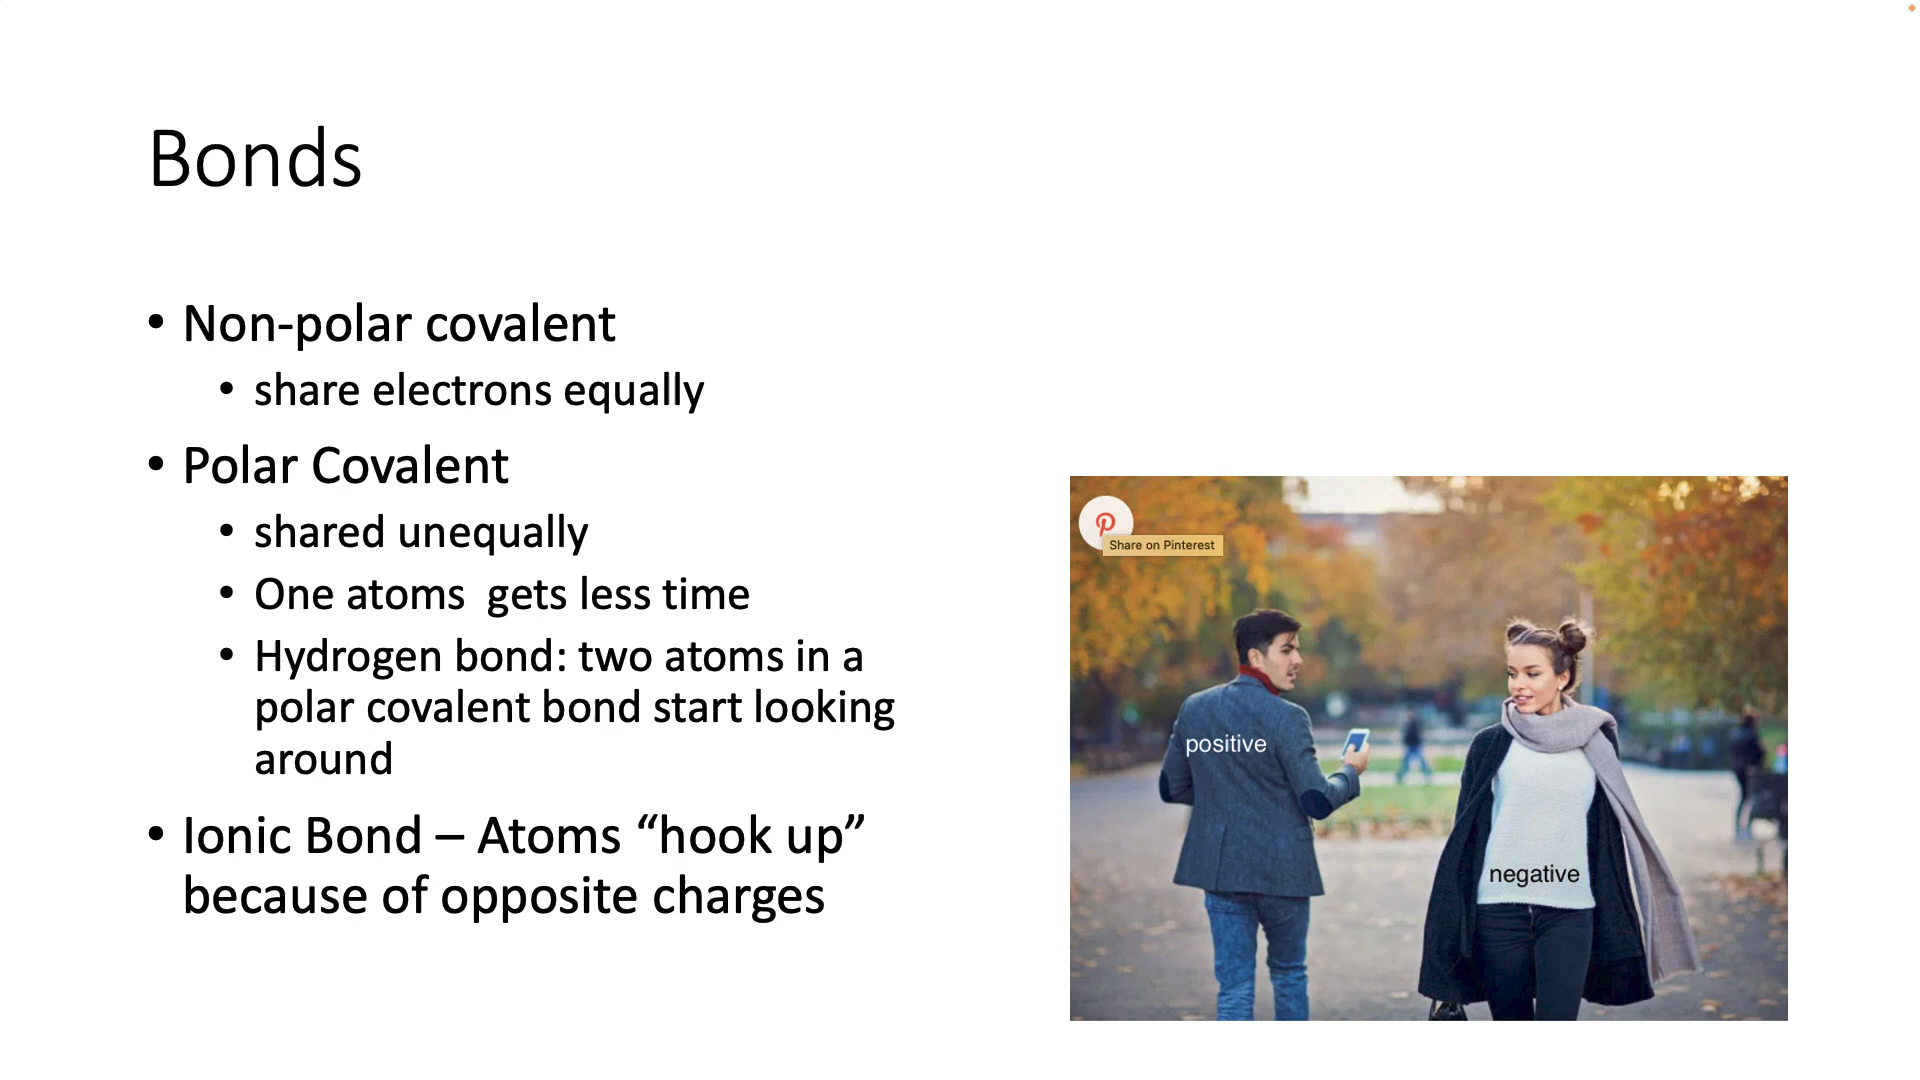 Bonds
• Non-polar covalent
• share electrons equally
• Polar Covalent
• shared unequally
• One atoms  gets less time
• Hydrogen bond: two atoms in a
polar covalent bond start looking
around
• Ionic Bond – Atoms “hook up”
because of opposite charges
Share on Pinterest
positive
negative